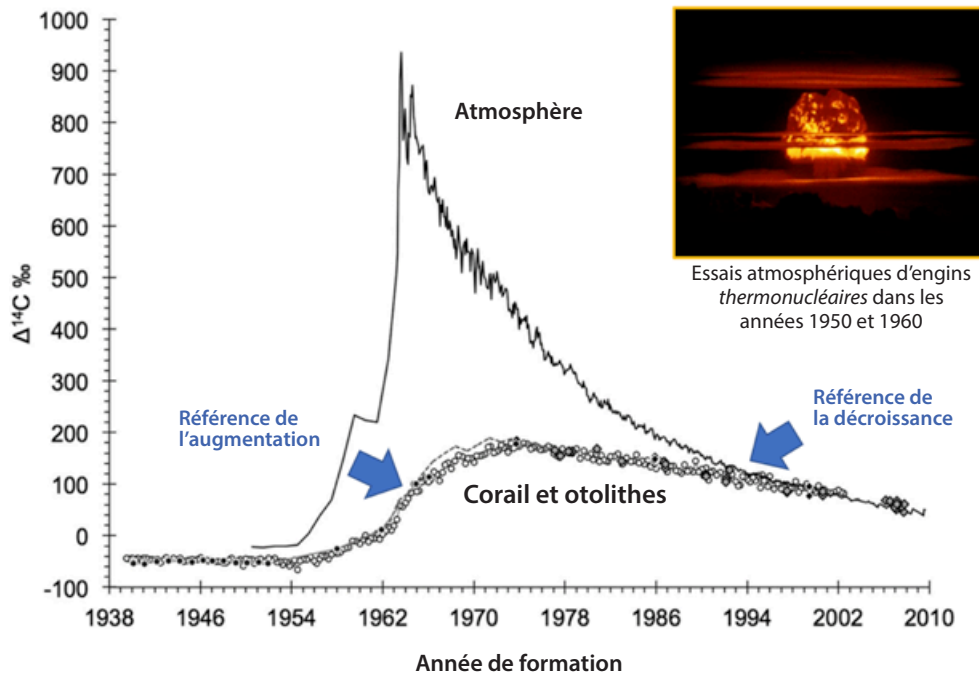 1000
900
800
700
600
500
400
300
200
100
0
-100
Δ¹⁴C ‰
Atmosphère
Essais atmosphériques d’engins
thermonucléaires dans les
années 1950 et 1960
Référence de
l’augmentation
Référence de
la décroissance
Corail et otolithes
1938
1946
1954
1962
1970
1978
1986
1994
2002
2010
Année de formation